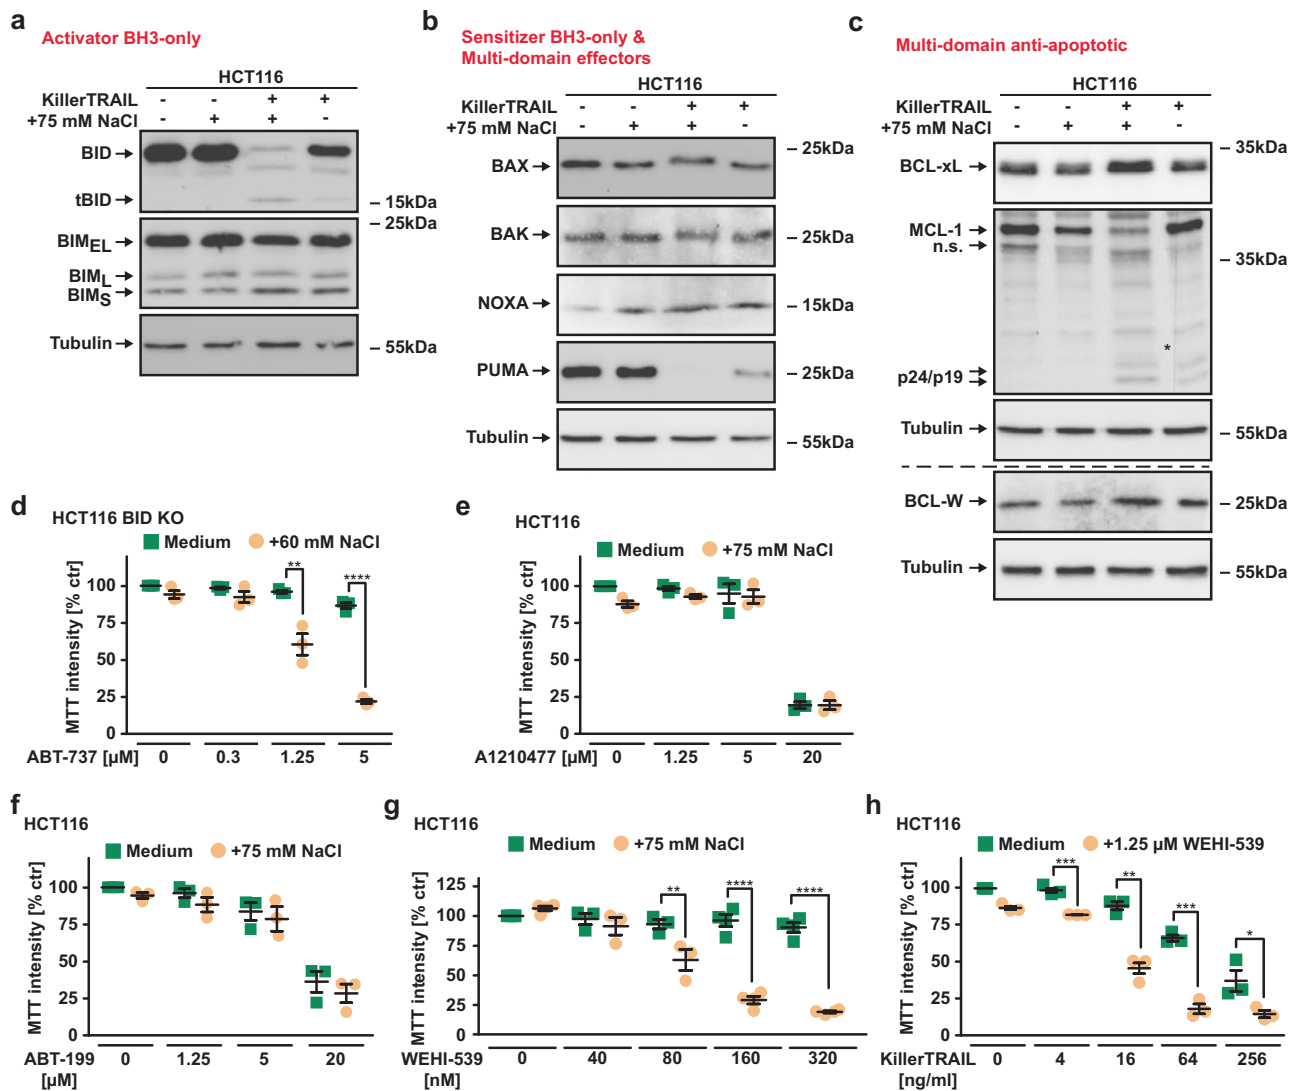 a
Activator BH3-only
HCT116
KillerTRAIL - - + +
+75 mM NaCl - + + -
BID
tBID
15kDa
25kDa
BIMEL
BIML
BIMS
Tubulin
55kDa
b
Sensitizer BH3-only &
Multi-domain effectors
HCT116
KillerTRAIL - - + +
+75 mM NaCl - + + -
BAX
25kDa
BAK
25kDa
NOXA
15kDa
PUMA
25kDa
Tubulin
55kDa
c
Multi-domain anti-apoptotic
HCT116
KillerTRAIL - - + +
+75 mM NaCl - + + -
35kDa
BCL-xL
MCL-1
n.s.
35kDa
*
p24/p19
Tubulin
55kDa
BCL-W
25kDa
Tubulin
55kDa
d
HCT116 BID KO
Medium +60 mM NaCl
** ****
MTT intensity [% ctr]
100
75
50
25
0
ABT-737 [µM] 0 0.3 1.25 5
e
HCT116
Medium +75 mM NaCl
MTT intensity [% ctr]
100
75
50
25
0
A1210477 [µM] 0 1.25 5 20
f
HCT116
Medium +75 mM NaCl
MTT intensity [% ctr]
100
75
50
25
0
ABT-199 0 1.25 5 20
[µM]
g
HCT116
Medium +75 mM NaCl
** **** ****
MTT intensity [% ctr]
125
100
75
50
25
0
WEHI-539 0 40 80 160 320
[nM]
h
HCT116
Medium +1.25 µM WEHI-539
*** ** *** *
MTT intensity [% ctr]
100
75
50
25
0
KillerTRAIL 0 4 16 64 256
[ng/ml]